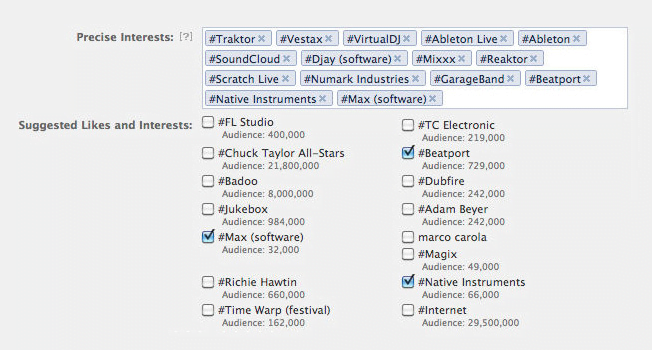 Precise Interests: [?] #Traktor × #Vestax × #VirtualDJ × #Ableton Live × #Ableton ×
#SoundCloud × #Djay (software) × #Mixxx × #Reaktor ×
#Scratch Live × #Numark Industries × #GarageBand × #Beatport ×
#Native Instruments × #Max (software) ×
Suggested Likes and Interests:
#FL Studio
Audience: 400,000
#TC Electronic
Audience: 219,000
#Chuck Taylor All-Stars
Audience: 21,800,000
#Beatport
Audience: 729,000
#Badoo
Audience: 8,000,000
#Dubfire
Audience: 242,000
#Jukebox
Audience: 984,000
#Adam Beyer
Audience: 242,000
#Max (software)
Audience: 32,000
marco carola
#Magix
Audience: 49,000
#Richie Hawtin
Audience: 660,000
#Native Instruments
Audience: 66,000
#Time Warp (festival)
Audience: 162,000
#Internet
Audience: 29,500,000